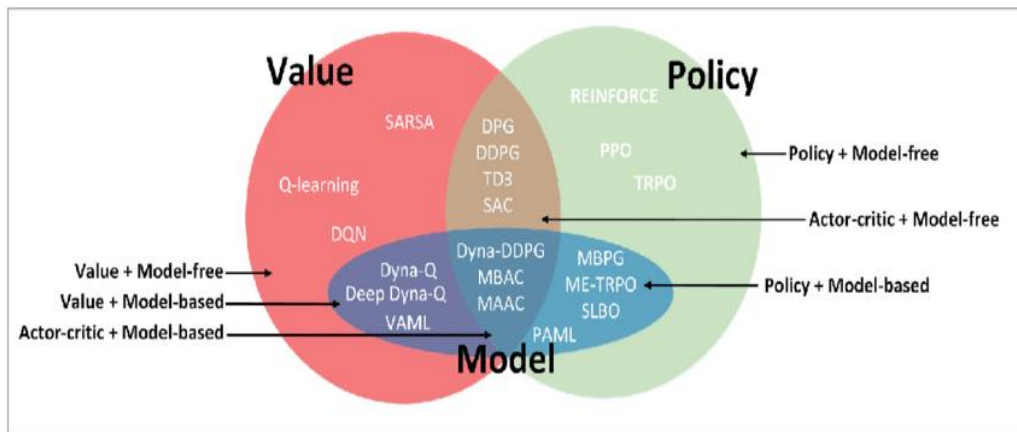 Value
Policy
REINFORCE
SARSA
DPG
DDPG
TD3
SAC
PPO
TRPO
Policy + Model-free
Q-learning
DQN
Actor-critic + Model-free
Value + Model-free
Value + Model-based
Actor-critic + Model-based
Dyna-Q
Deep Dyna-Q
VAML
Dyna-DDPG
MBAC
MAAC
MBPG
ME-TRPO
SLBO
PAML
Policy + Model-based
Model